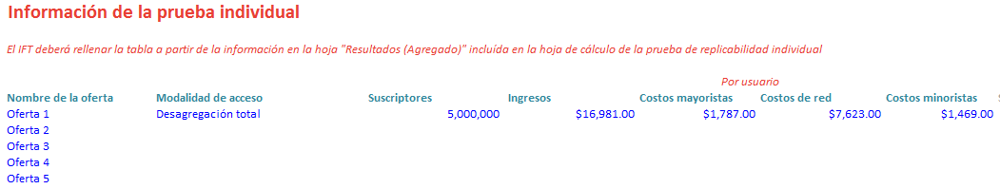 Información de la prueba individual
El IFT deberá rellenar la tabla a partir de la información en la hoja "Resultados (Agregado)" incluída en la hoja de cálculo de la prueba de replicabilidad individual
Por usuario
Nombre de la oferta Modalidad de acceso Suscriptores Ingresos Costos mayoristas Costos de red Costos minoristas
Oferta 1 Desagregación total 5,000,000 $16,981.00 $1,787.00 $7,623.00 $1,469.00
Oferta 2
Oferta 3
Oferta 4
Oferta 5